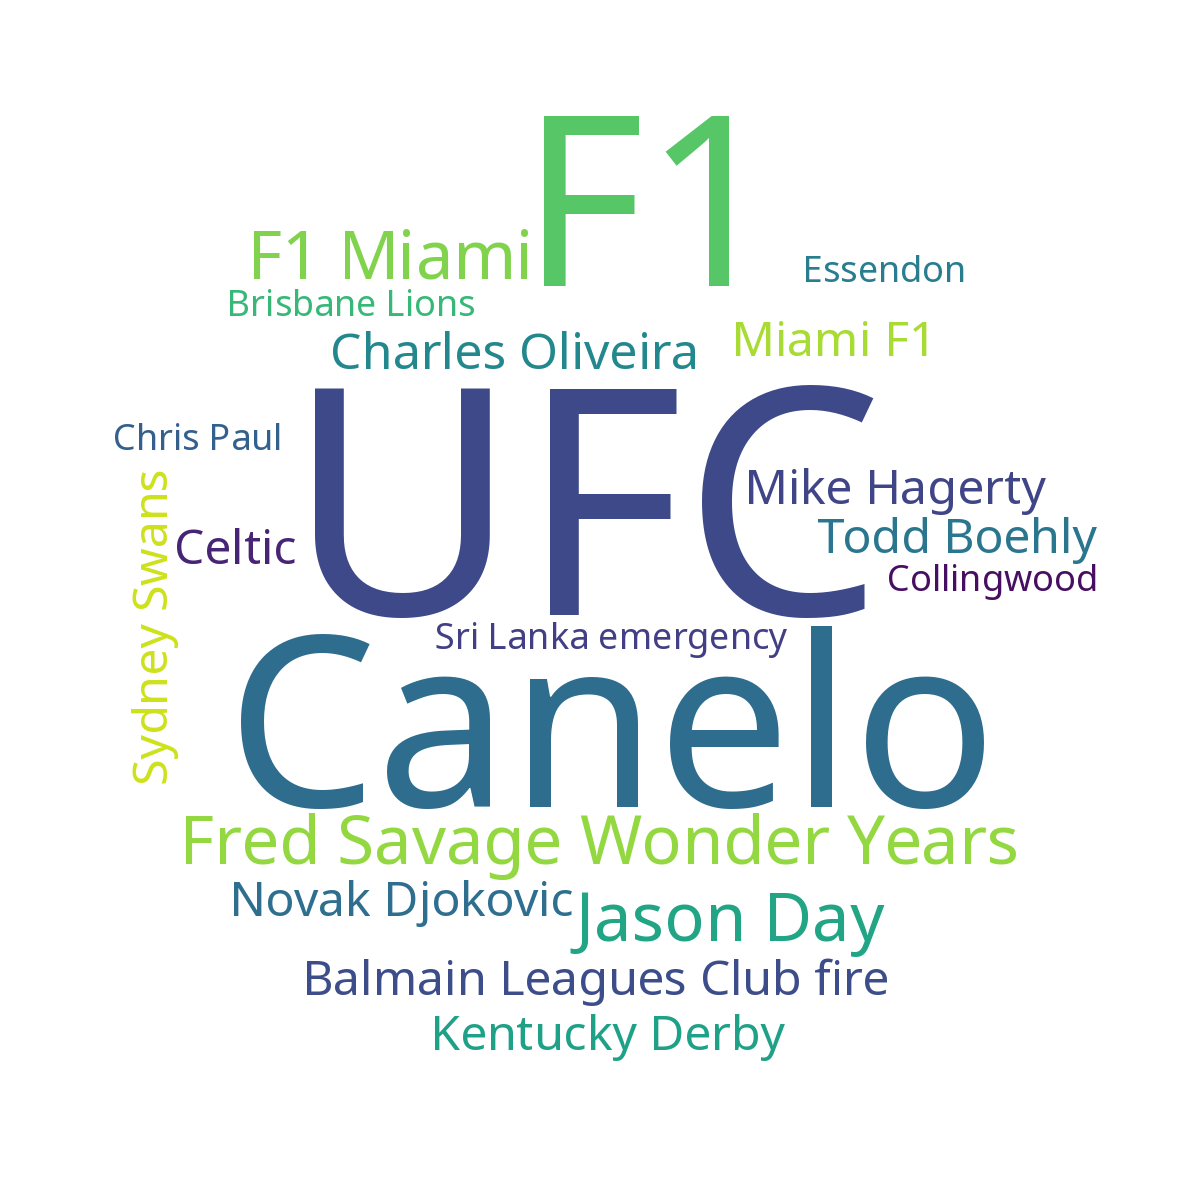 F1
F1 Miami
Essendon
Brisbane Lions
Miami F1
Charles Oliveira
UFC
Chris Paul
Mike Hagerty
Sydney Swans
Celtic
Todd Boehly
Collingwood
Sri Lanka emergency
Canelo
Fred Savage Wonder Years
Novak Djokovic
Jason Day
Balmain Leagues Club fire
Kentucky Derby